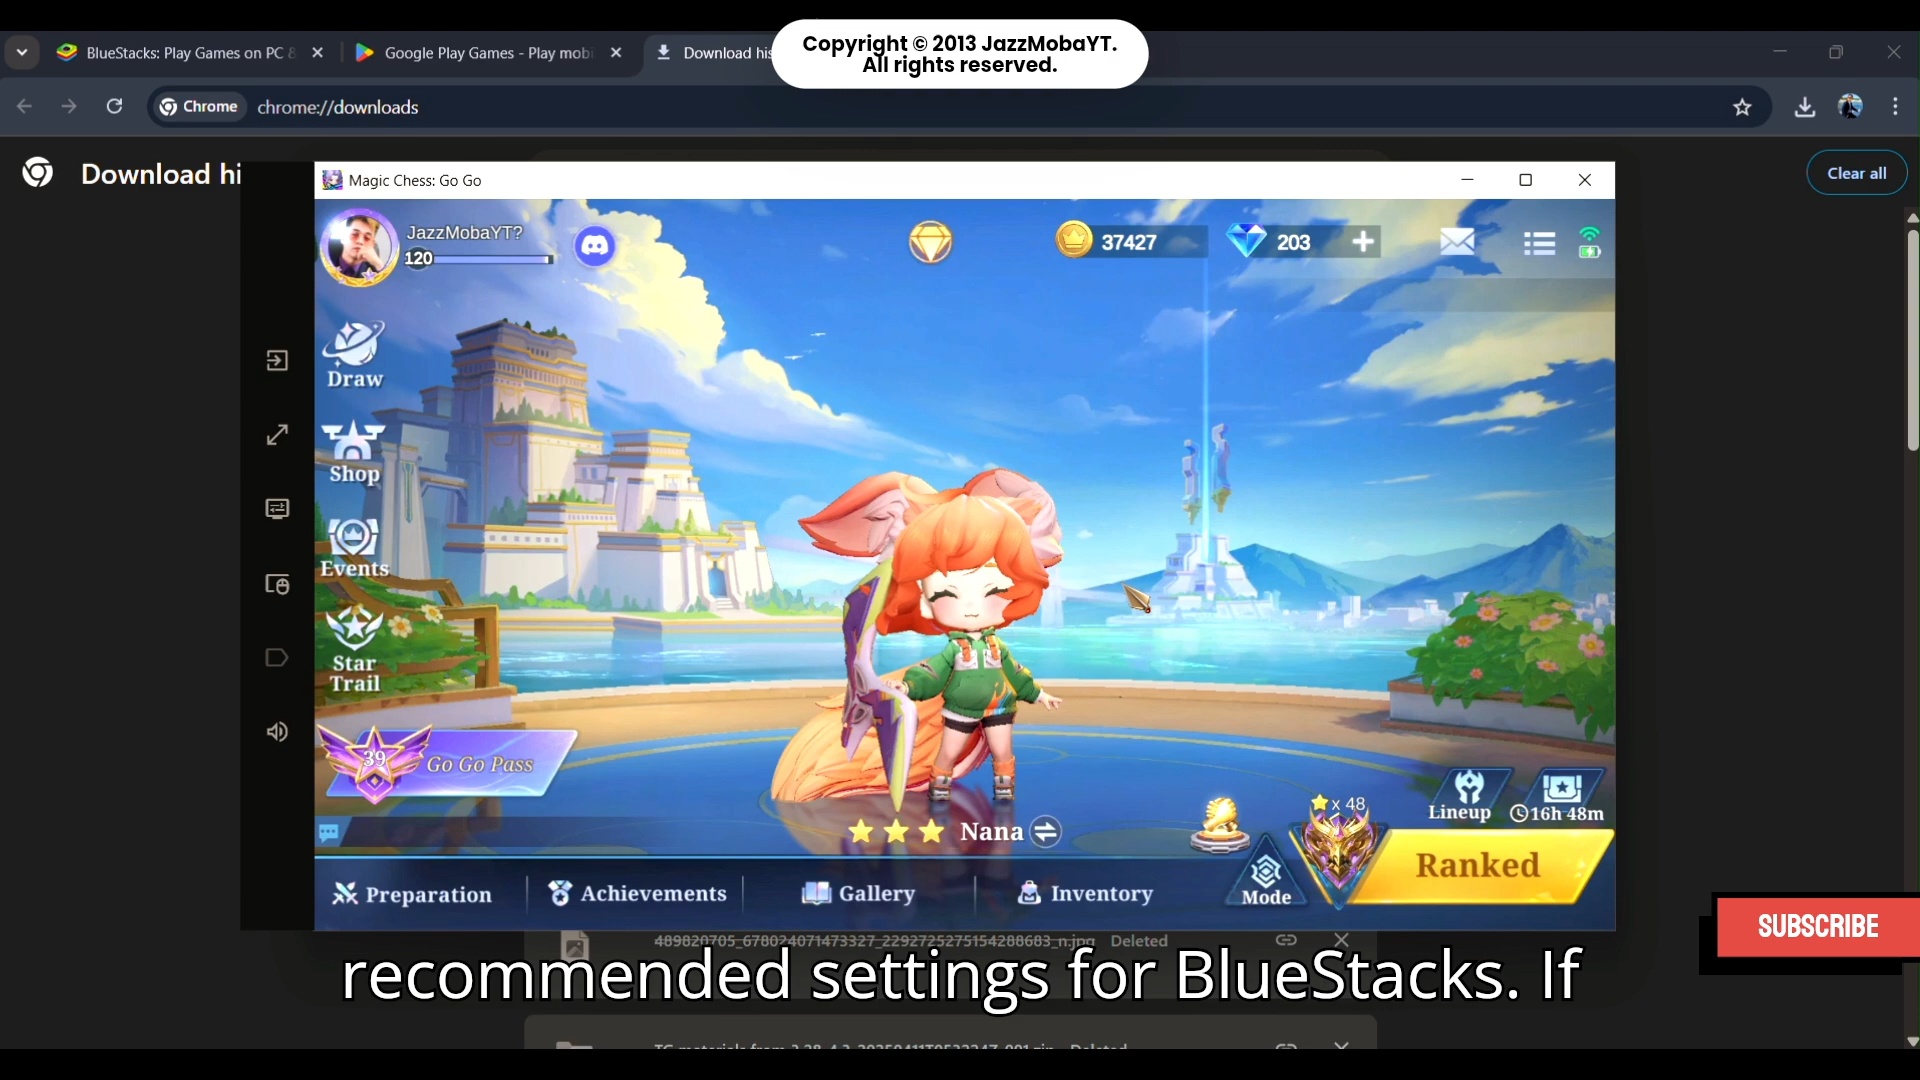 Copyright © 2013 JazzMobaYT.
All rights reserved.
BlueStacks: Play Games on PC &
Google Play Games - Play mobi
Download his
Chrome
chrome://downloads
Download hi
Clear all
Magic Chess: Go Go
JazzMobaYT?
120
37427
203
Draw
Shop
Events
Star
Trail
39
Go Go Pass
Nana
x 48
Lineup
16h 48m
Ranked
Mode
Preparation
Achievements
Gallery
Inventory
SUBSCRIBE
489820705_678024071473327_2292725275154288683_n.jpg
Deleted
recommended settings for BlueStacks. If